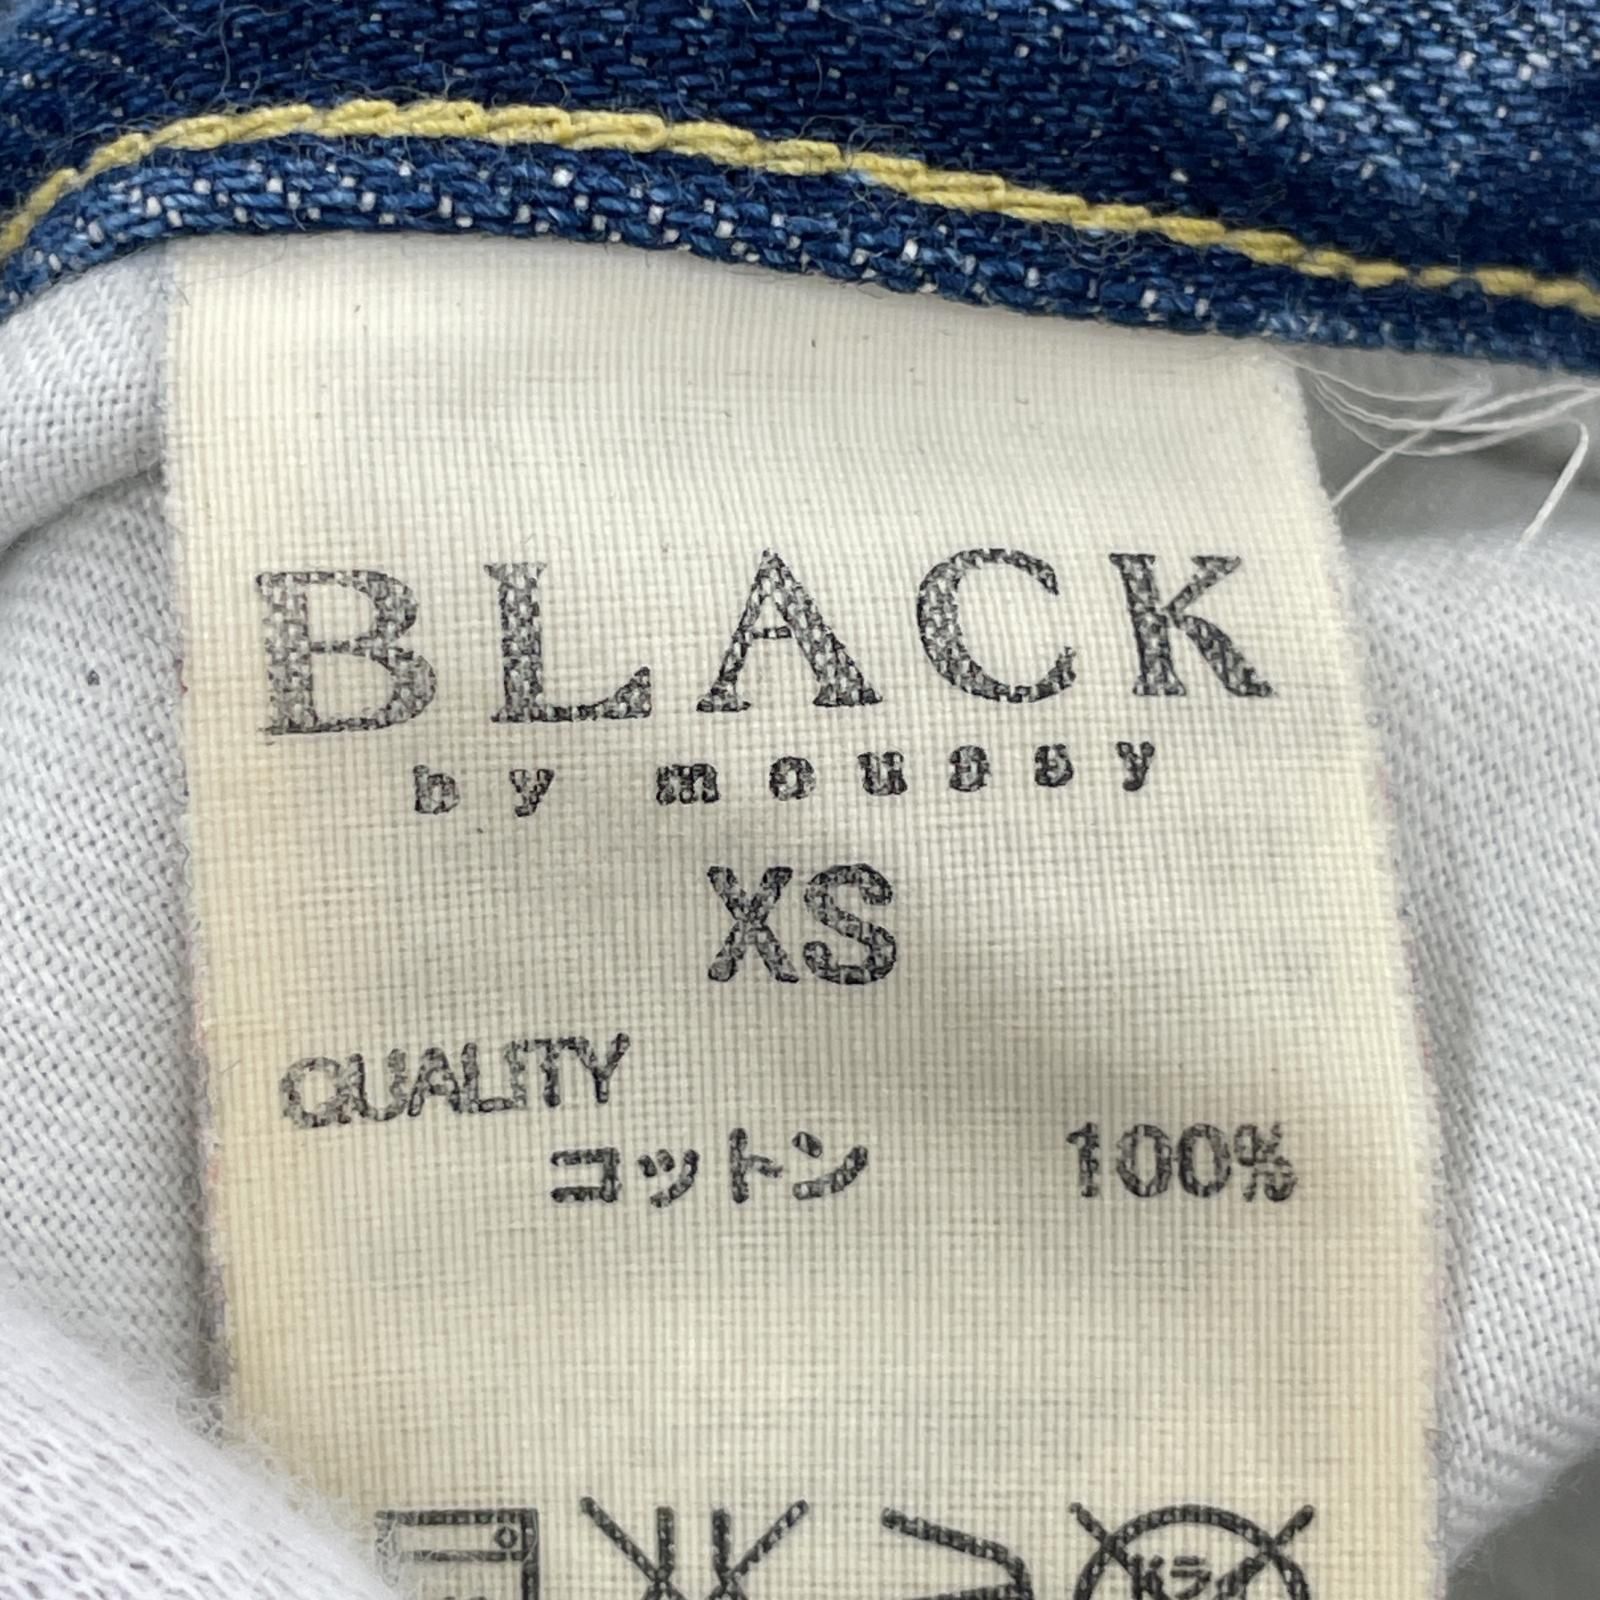 BLACK
by moussy
XS
QUALITY
コットン 100%